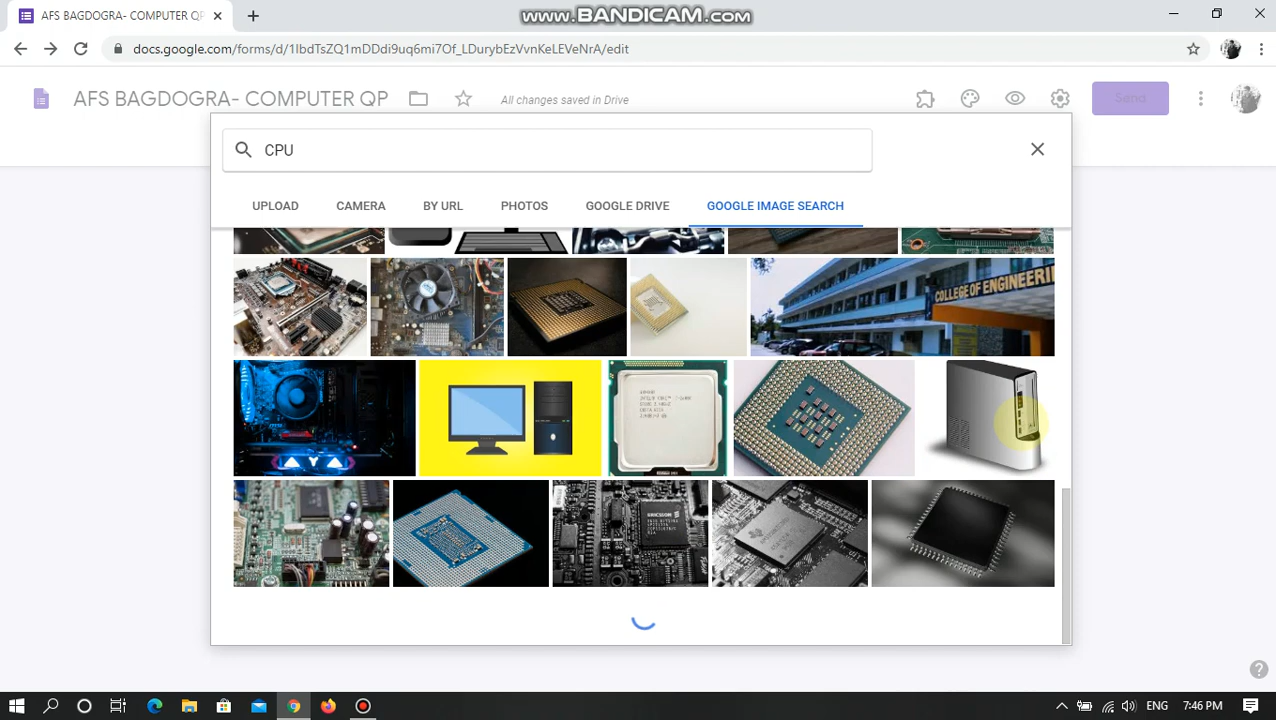 AFS BAGDOGRA- COMPUTER QP
www.BANDICAM.com
docs.google.com/forms/d/1IbdTsZQ1mDDdi9uq6mi7Of_LDurybEzVvnKeLEVeNrA/edit
AFS BAGDOGRA- COMPUTER QP
All changes saved in Drive
Send
CPU
UPLOAD
CAMERA
BY URL
PHOTOS
GOOGLE DRIVE
GOOGLE IMAGE SEARCH
COLLEGE OF ENGINEERI
ERICSSON
ENG
7:46 PM